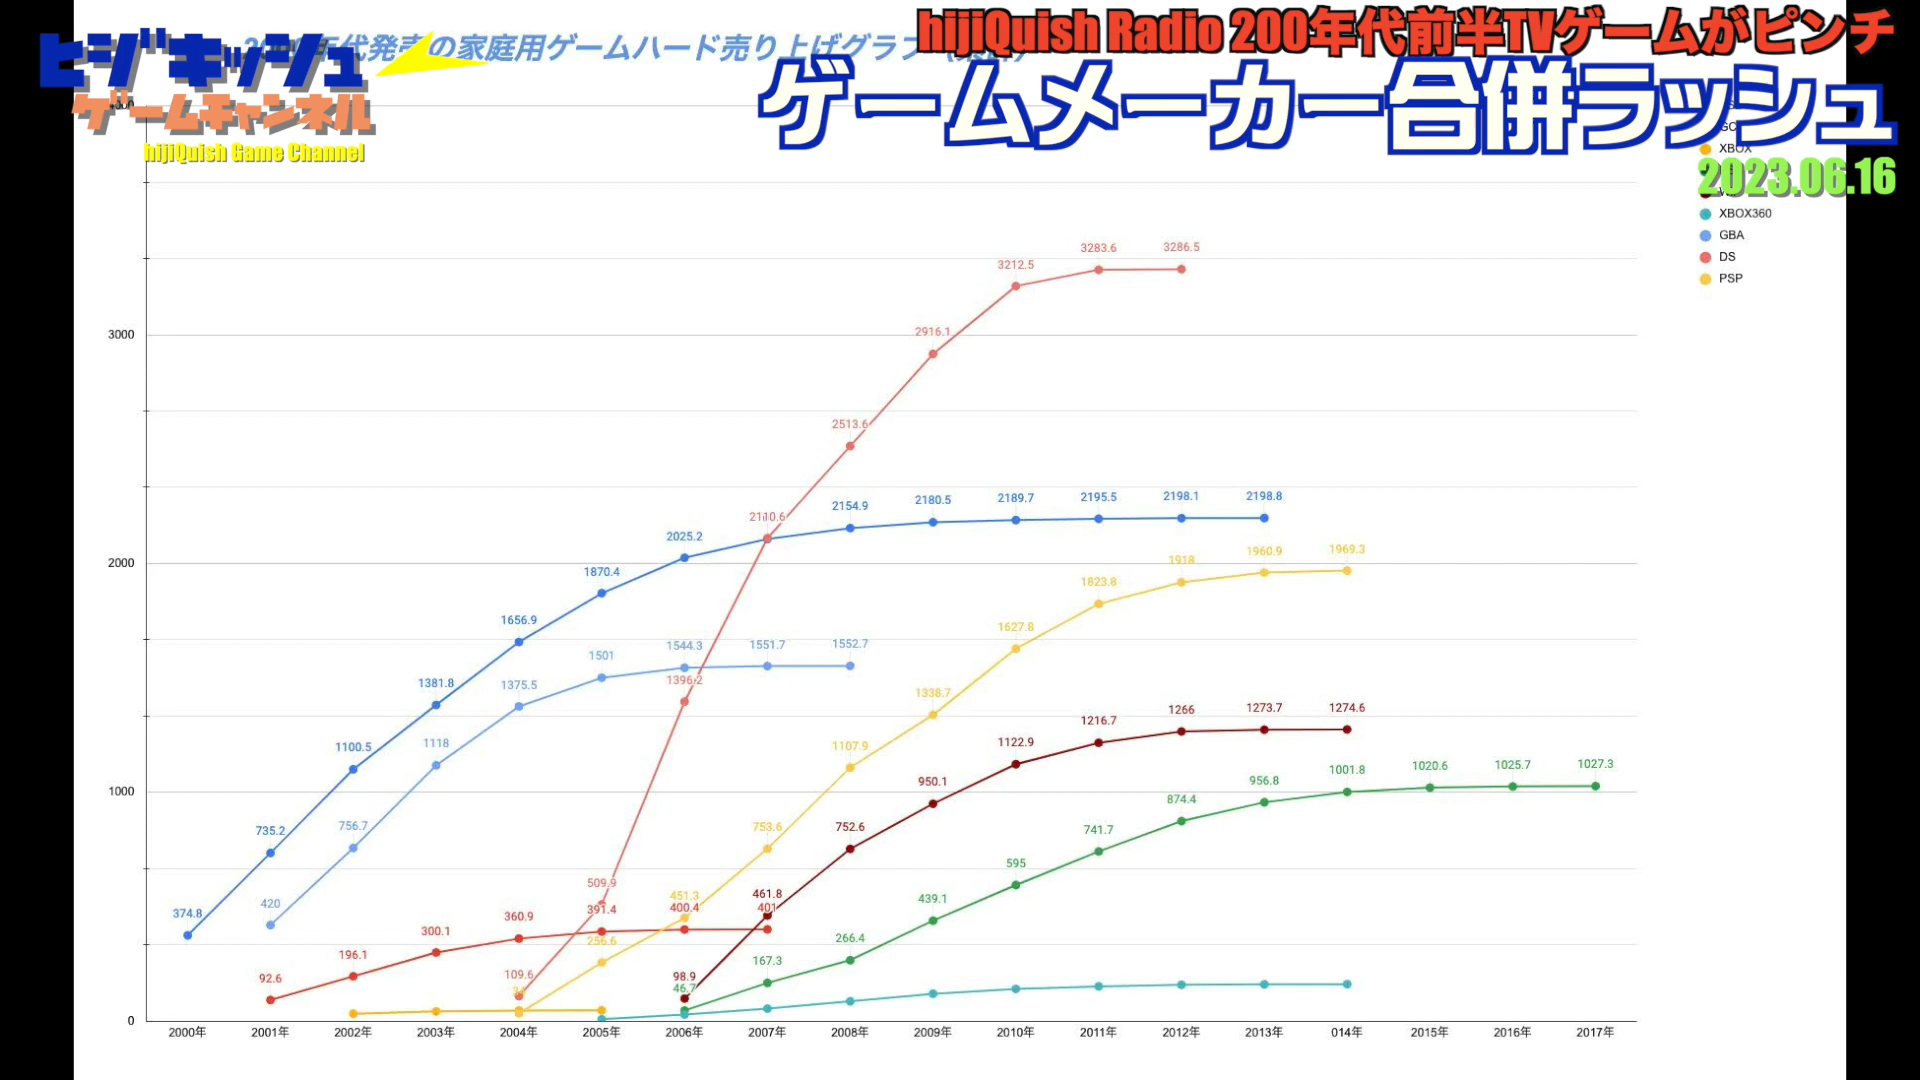 hijiQuish Radio 200年代前半TVゲームがピンチ
ヒジキッシュ
年代発売の家庭用ゲームハード売り上げグラフ
ゲームチャンネル
ゲームメーカー合併ラッシュ
hijiQuish Game Channel
2023.06.16
XBOX
XBOX360
GBA
DS
PSP
3283.6 3286.5
3212.5
3000
2916.1
2513.6
2154.9 2180.5 2189.7 2195.5 2198.1 2198.8
2110.6
2025.2
2000
1870.4
1918 1960.9 1969.3
1823.8
1656.9
1627.8
1501 1544.3 1551.7 1552.7
1396.2
1381.8 1375.5
1338.7
1266 1273.7 1274.6
1216.7
1122.9
1100.5 1118
1107.9
1000
1001.8 1020.6 1025.7 1027.3
950.1
956.8
874.4
735.2 756.7
753.6 752.6
741.7
595
509.9
451.3 461.8
374.8 420
391.4 400.4 401
439.1
360.9
300.1
256.6
266.4
196.1
167.3
92.6
109.6
98.9
46.7
34
0
2000年 2001年 2002年 2003年 2004年 2005年 2006年 2007年 2008年 2009年 2010年 2011年 2012年 2013年 014年 2015年 2016年 2017年